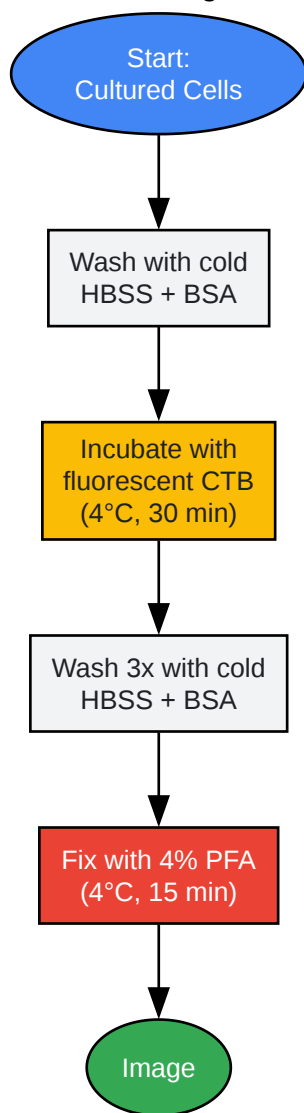 Start:
Cultured Cells
Wash with cold
HBSS + BSA
Incubate with
fluorescent CTB
(4°C, 30 min)
Wash 3x with cold
HBSS + BSA
Fix with 4% PFA
(4°C, 15 min)
Image